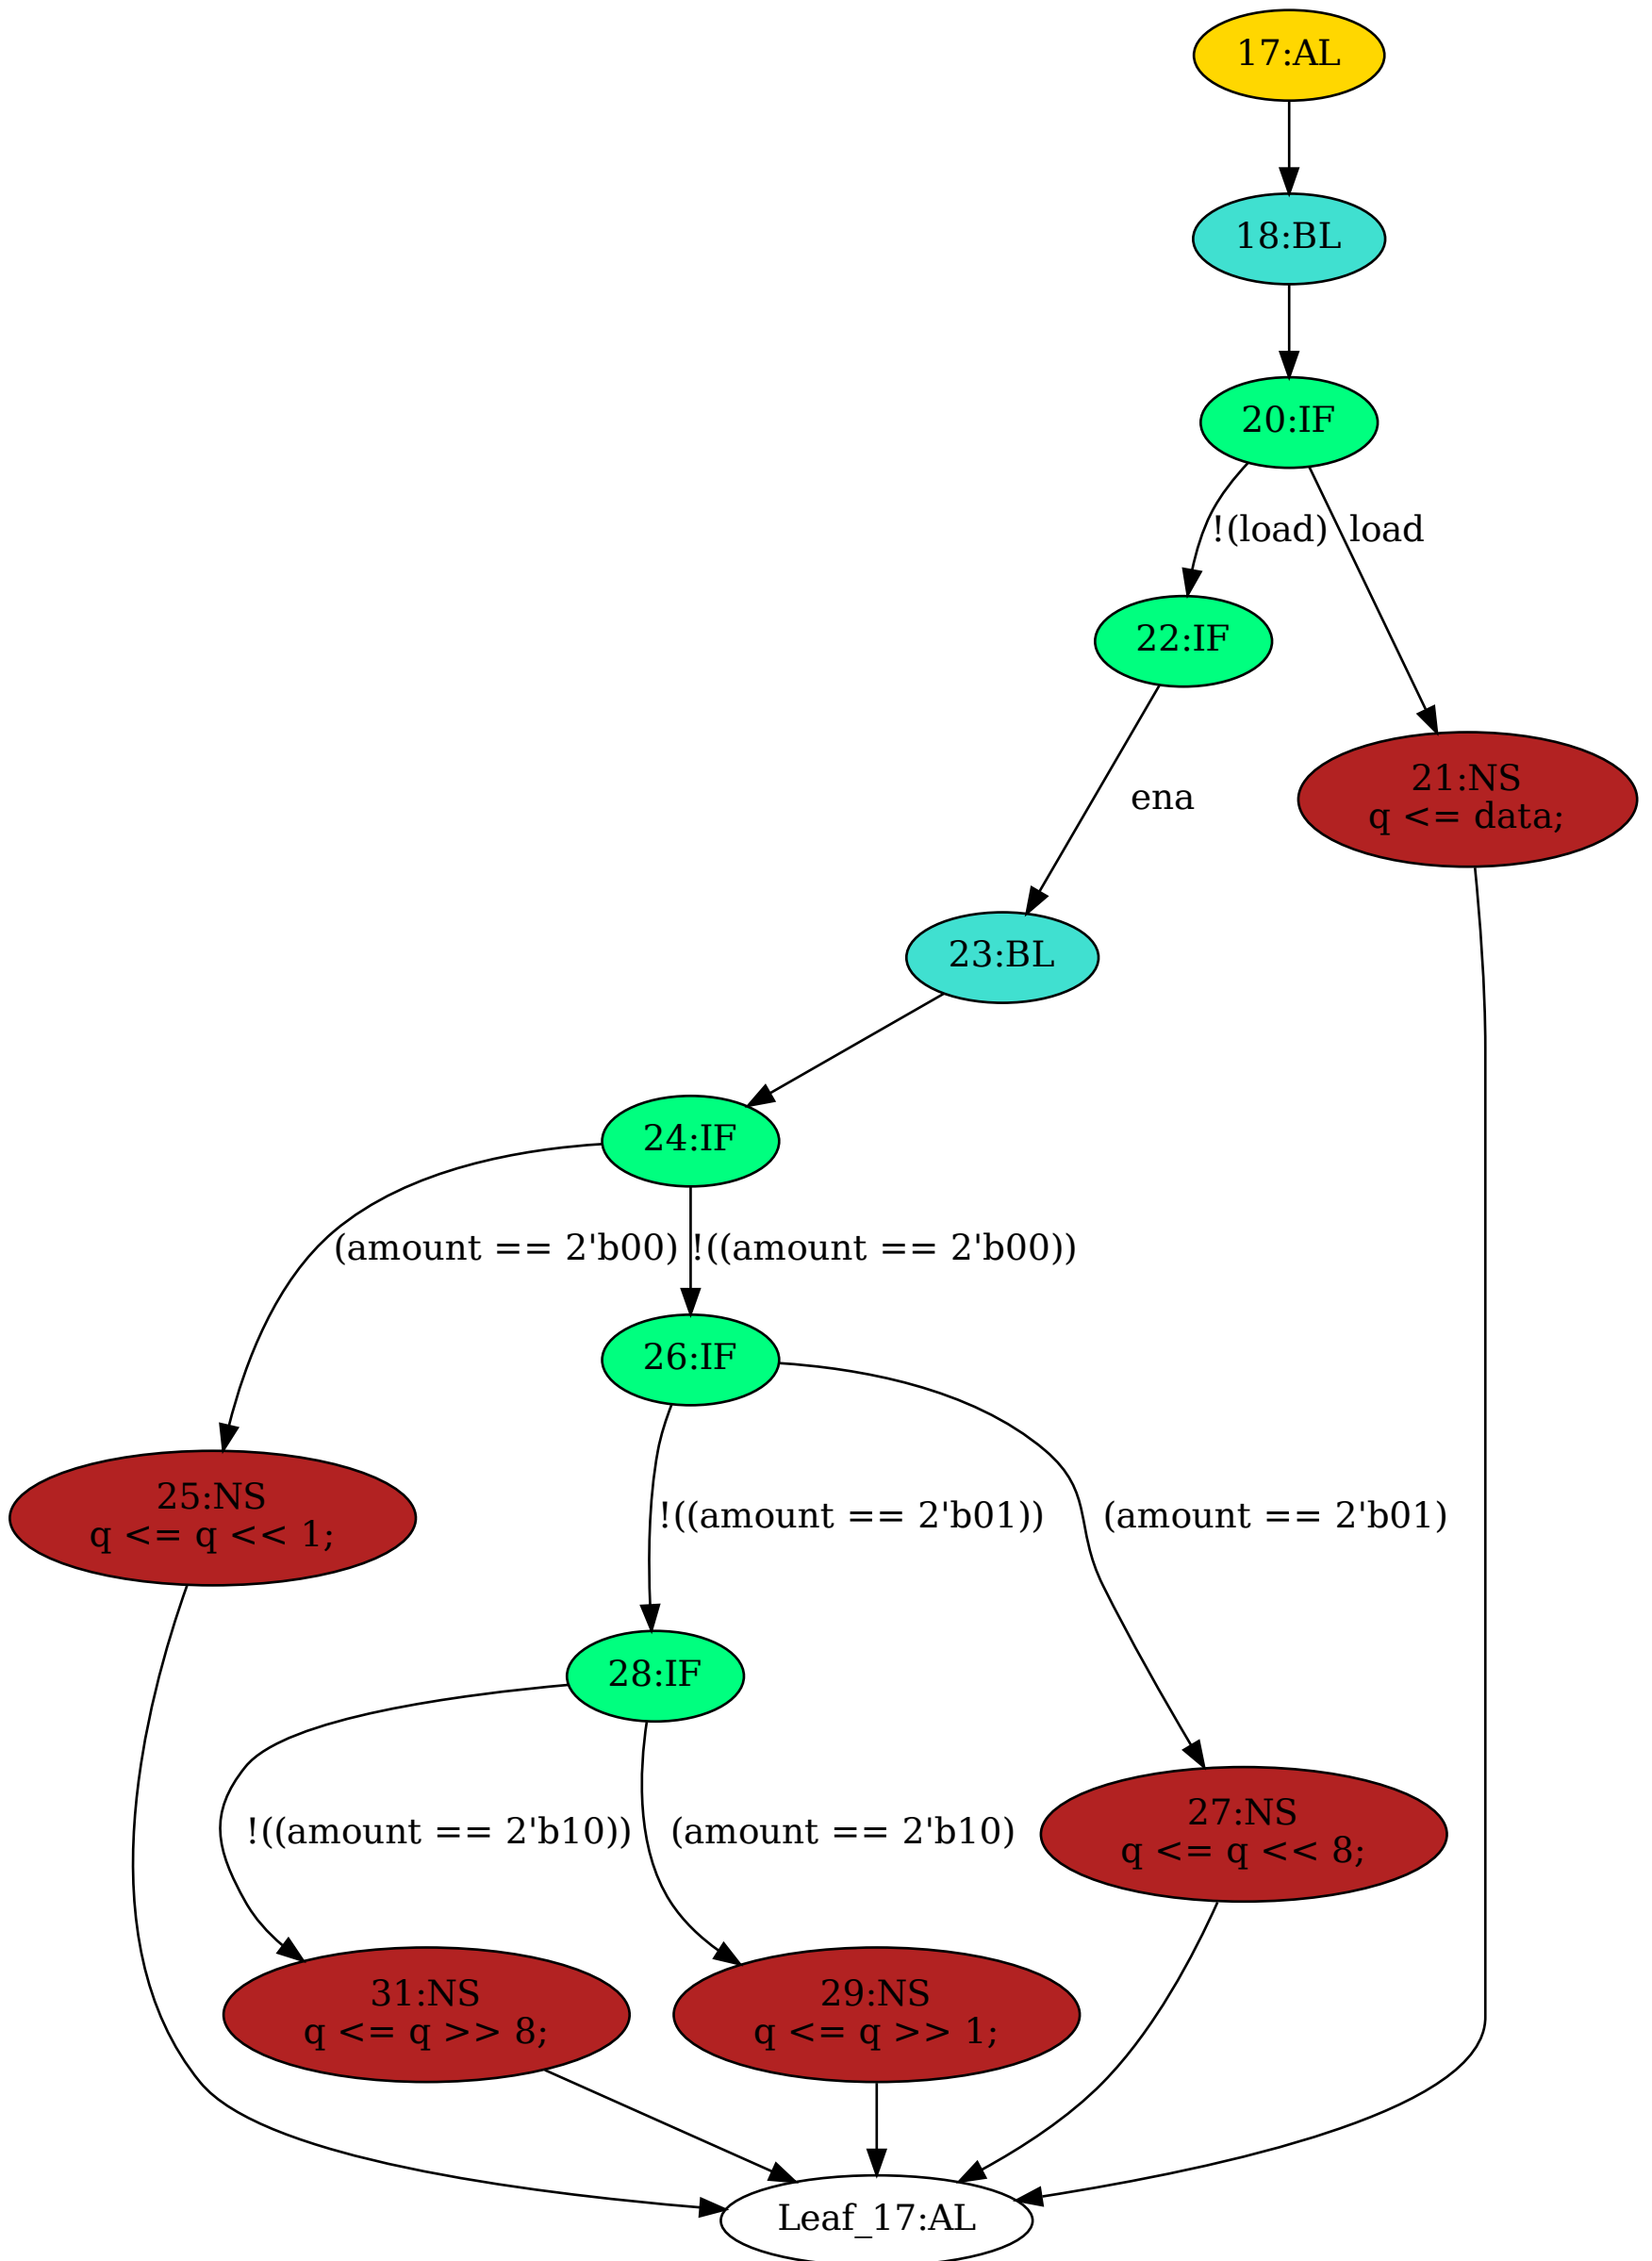 17:AL
18:BL
20:IF
!(load)
load
22:IF
21:NS
q <= data;
ena
23:BL
24:IF
(amount == 2'b00)
!((amount == 2'b00))
26:IF
25:NS
q <= q << 1;
!((amount == 2'b01))
(amount == 2'b01)
28:IF
!((amount == 2'b10))
(amount == 2'b10)
27:NS
q <= q << 8;
31:NS
q <= q >> 8;
29:NS
q <= q >> 1;
Leaf_17:AL